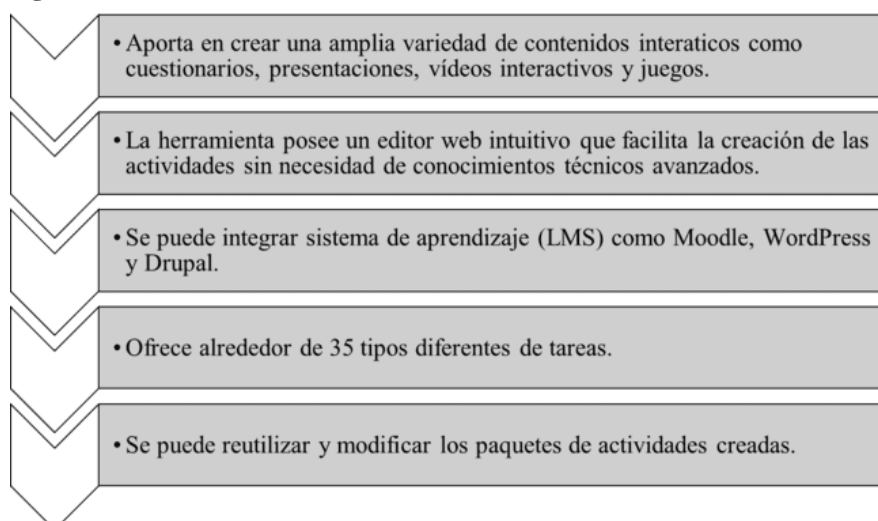 • Aporta en crear una amplia variedad de contenidos interaticos como
cuestionarios, presentaciones, vídeos interactivos y juegos.
• La herramienta posee un editor web intuitivo que facilita la creación de las
actividades sin necesidad de conocimientos técnicos avanzados.
• Se puede integrar sistema de aprendizaje (LMS) como Moodle, WordPress
y Drupal.
• Ofrece alrededor de 35 tipos diferentes de tareas.
• Se puede reutilizar y modificar los paquetes de actividades creadas.